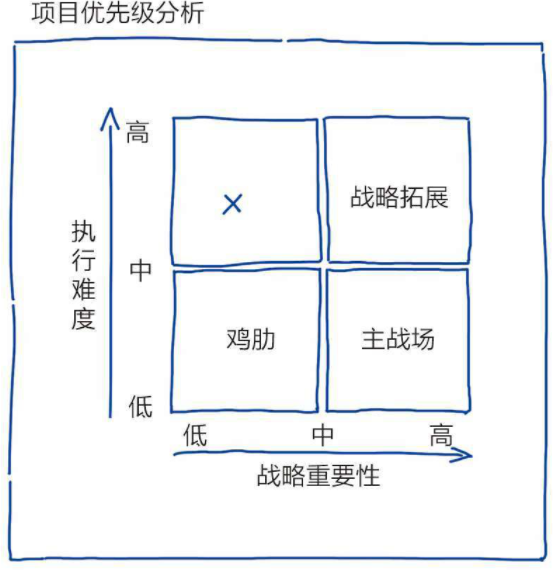 项目优先级分析
高
×
战略拓展
执行难度
中
鸡肋
主战场
低
低 中 高
战略重要性